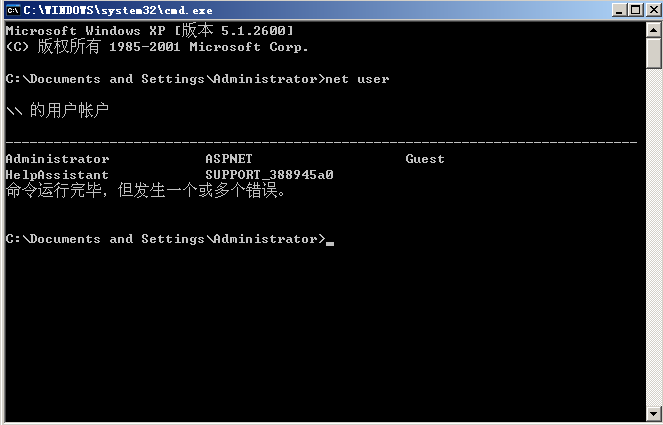 C:\WINDOWS\system32\cmd.exe
Microsoft Windows XP [版本 5.1.2600]
(C) 版权所有 1985-2001 Microsoft Corp.
C:\Documents and Settings\Administrator>net user
\\ 的用户帐户
-------------------------------------------------------------------------------
Administrator            ASPNET                   Guest
HelpAssistant            SUPPORT_388945a0
命令运行完毕，但发生一个或多个错误。
C:\Documents and Settings\Administrator>_